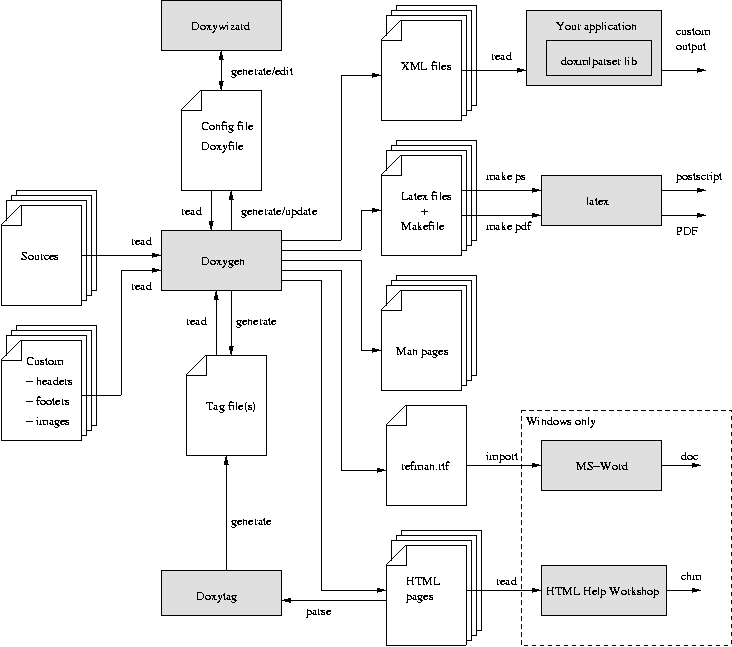 Doxywizard
generate/edit
Config file
Doxyfile
read
generate/update
Sources
read
Doxygen
read
Custom
– headers
– footers
– images
read
generate
Tag file(s)
generate
Doxytag
parse
XML files
read
Your application
doxmlparser lib
custom
output
Latex files
+
Makefile
make ps
make pdf
latex
postscript
PDF
Man pages
refman.rtf
import
Windows only
MS–Word
doc
HTML
pages
read
HTML Help Workshop
chm